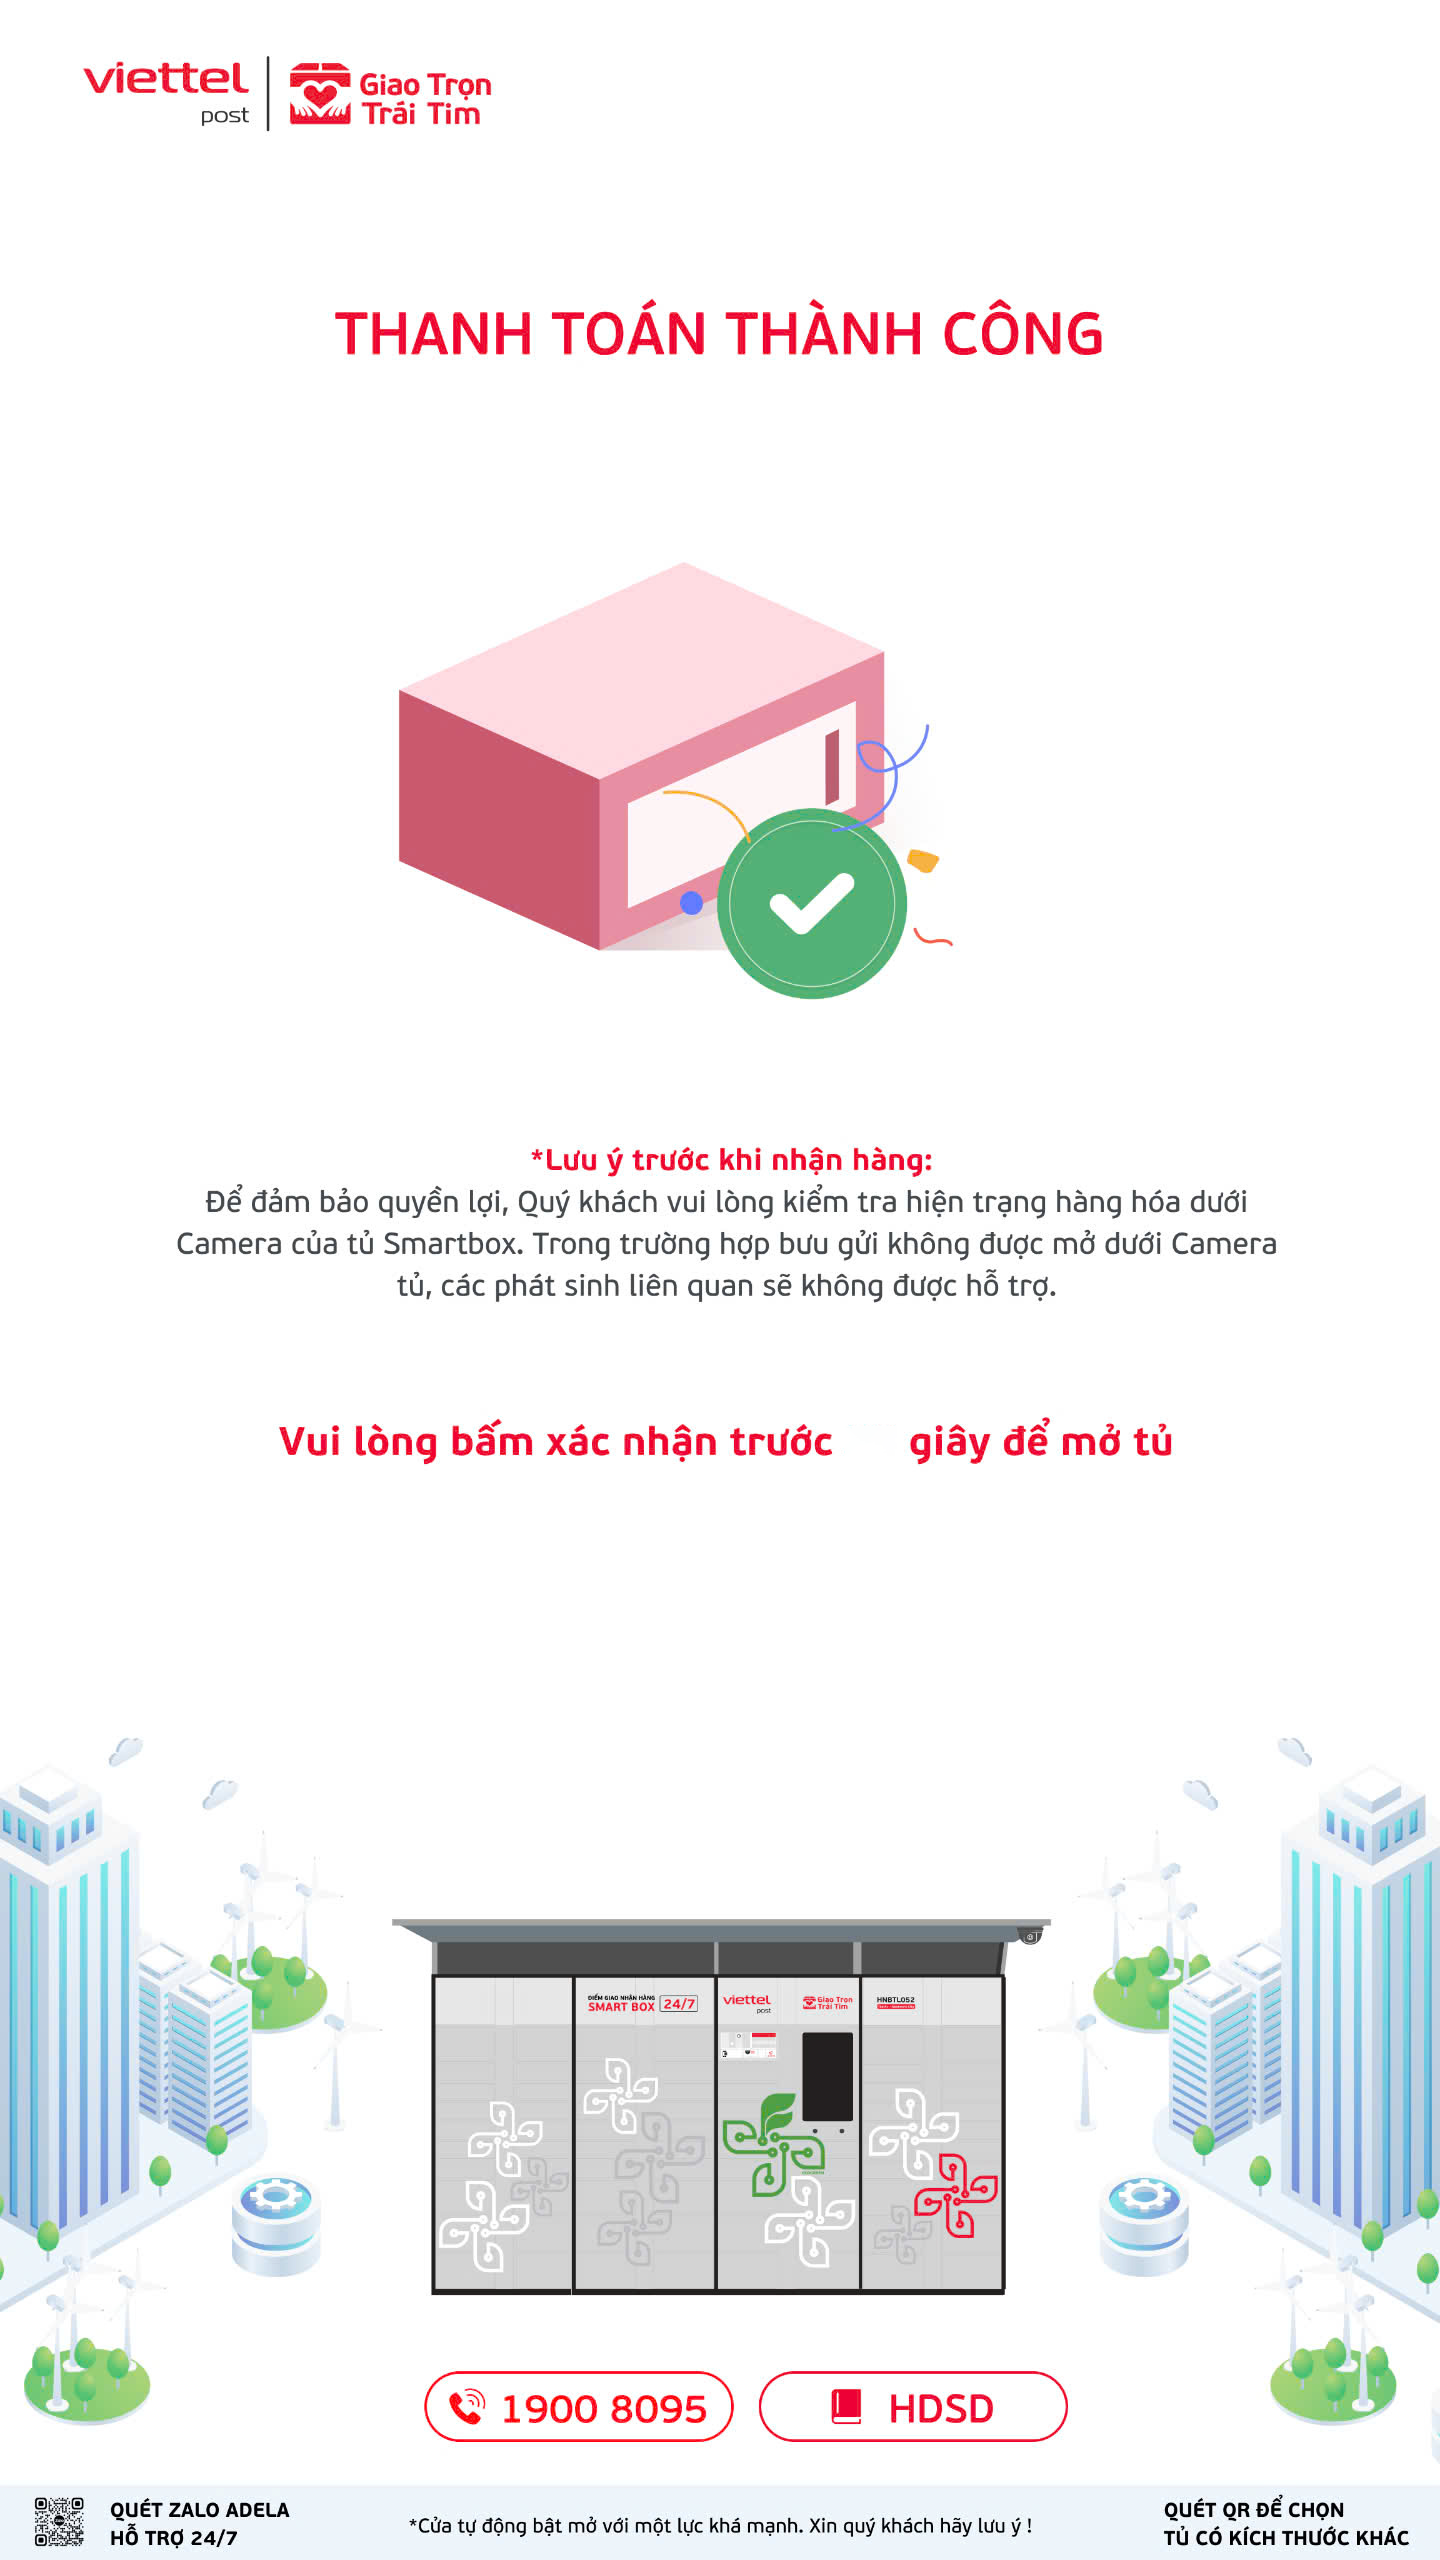 viettel
post
Giao Trọn
Trái Tim
THANH TOÁN THÀNH CÔNG
*Lưu ý trước khi nhận hàng:
Để đảm bảo quyền lợi, Quý khách vui lòng kiểm tra hiện trạng hàng hóa dưới
Camera của tủ Smartbox. Trong trường hợp bưu gửi không được mở dưới Camera
tủ, các phát sinh liên quan sẽ không được hỗ trợ.
Vui lòng bấm xác nhận trước giây để mở tủ
ĐIỂM GIAO NHẬN HÀNG
SMART BOX 24/7
viettel
post
Giao Trọn
Trái Tim
HNBTL052
1900 8095
HDSD
QUÉT ZALO ADELA
HỖ TRỢ 24/7
*Cửa tự động bật mở với một lực khá mạnh. Xin quý khách hãy lưu ý !
QUÉT QR ĐỂ CHỌN
TỦ CÓ KÍCH THƯỚC KHÁC